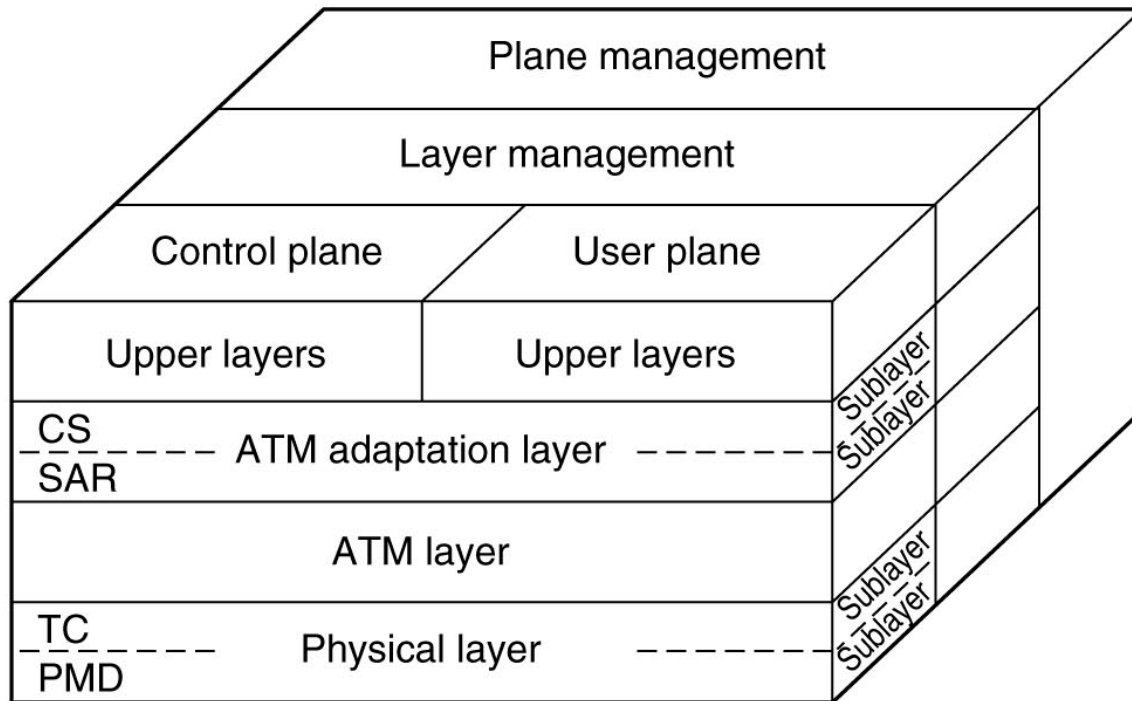 Plane management
Layer management
Control plane
User plane
Upper layers
Upper layers
Sublayer
Sublayer
CS
ATM adaptation layer
SAR
ATM layer
Sublayer
Sublayer
TC
Physical layer
PMD